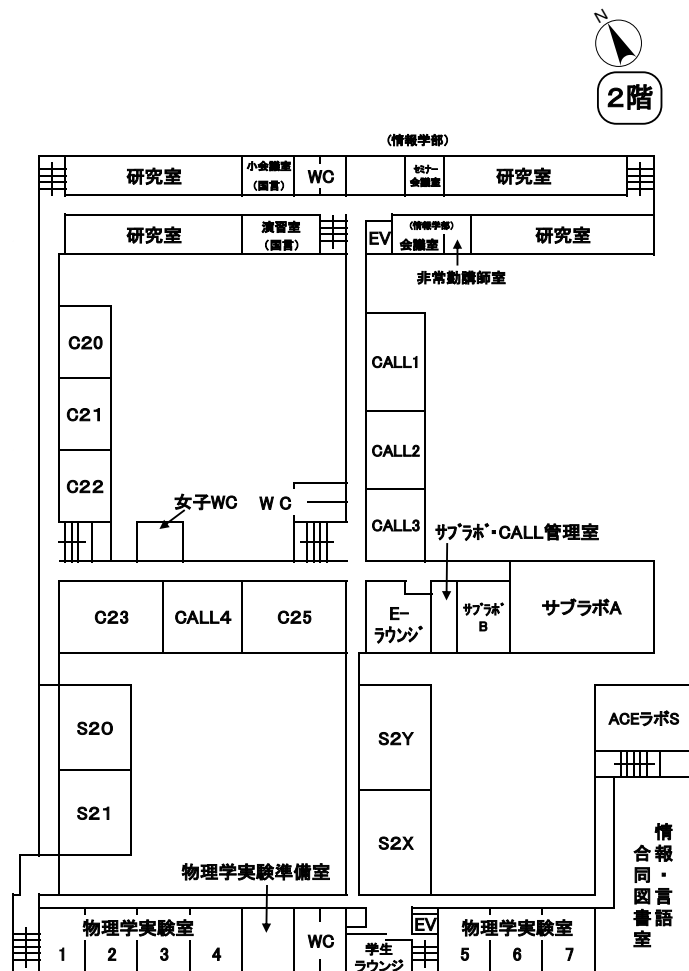 N
2階
(情報学部)
研究室
小会議室
(国言)
WC
ｾﾐﾅｰ
会議室
研究室
研究室
演習室
(国言)
EV
(情報学部)
会議室
研究室
非常勤講師室
C20
CALL1
C21
CALL2
C22
女子WC
WC
CALL3
ｻﾌﾞﾗﾎﾞ・CALL管理室
C23
CALL4
C25
E-
ﾗｳﾝｼﾞ
ｻﾌﾞﾗﾎﾞ
B
サブラボA
S20
S2Y
ACEラボS
S21
S2X
情報・言語
合同図書室
物理学実験準備室
物理学実験室
1
2
3
4
WC
学生
ラウンジ
EV
物理学実験室
5
6
7